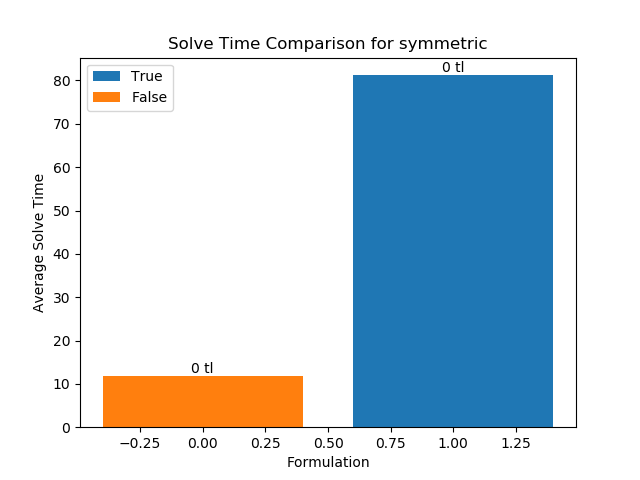 Solve Time Comparison for symmetric
True
False
0 tl
0 tl
80
70
60
50
40
30
20
10
0
Average Solve Time
−0.25 0.00 0.25 0.50 0.75 1.00 1.25
Formulation